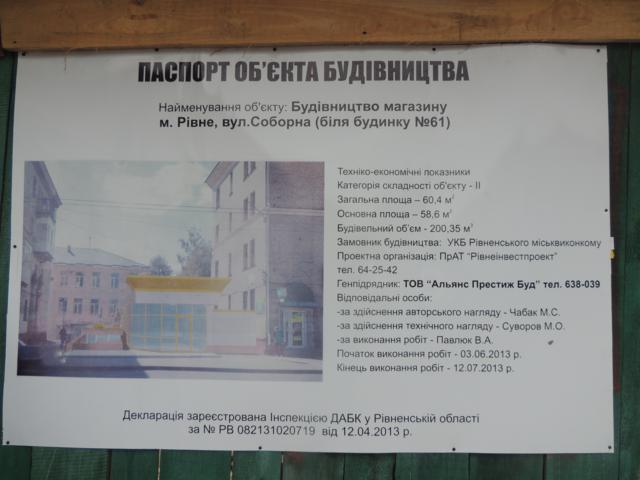 ПАСПОРТ ОБ'ЄКТА БУДІВНИЦТВА
Найменування об'єкту: Будівництво магазину
м. Рівне, вул.Соборна (біля будинку №61)
Техніко-економічні показники
Категорія складності об'єкту - II
Загальна площа – 60,4 м²
Основна площа – 58,6 м²
Будівельний об'єм - 200,35 м³
Замовник будівництва: УКБ Рівненського міськвиконкому
Проектна організація: ПрАТ "Рівнеінвестпроект"
тел. 64-25-42
Генпідрядник: ТОВ "Альянс Престиж Буд" тел. 638-039
Відповідальні особи:
-за здійснення авторського нагляду - Чабак М.С.
-за здійснення технічного нагляду - Суворов М.О.
-за виконання робіт - Павлюк В.А.
Початок виконання робіт - 03.06.2013 р.
Кінець виконання робіт - 12.07.2013 р.
Декларація зареєстрована Інспекцією ДАБК у Рівненській області
за № РВ 082131020719 від 12.04.2013 р.